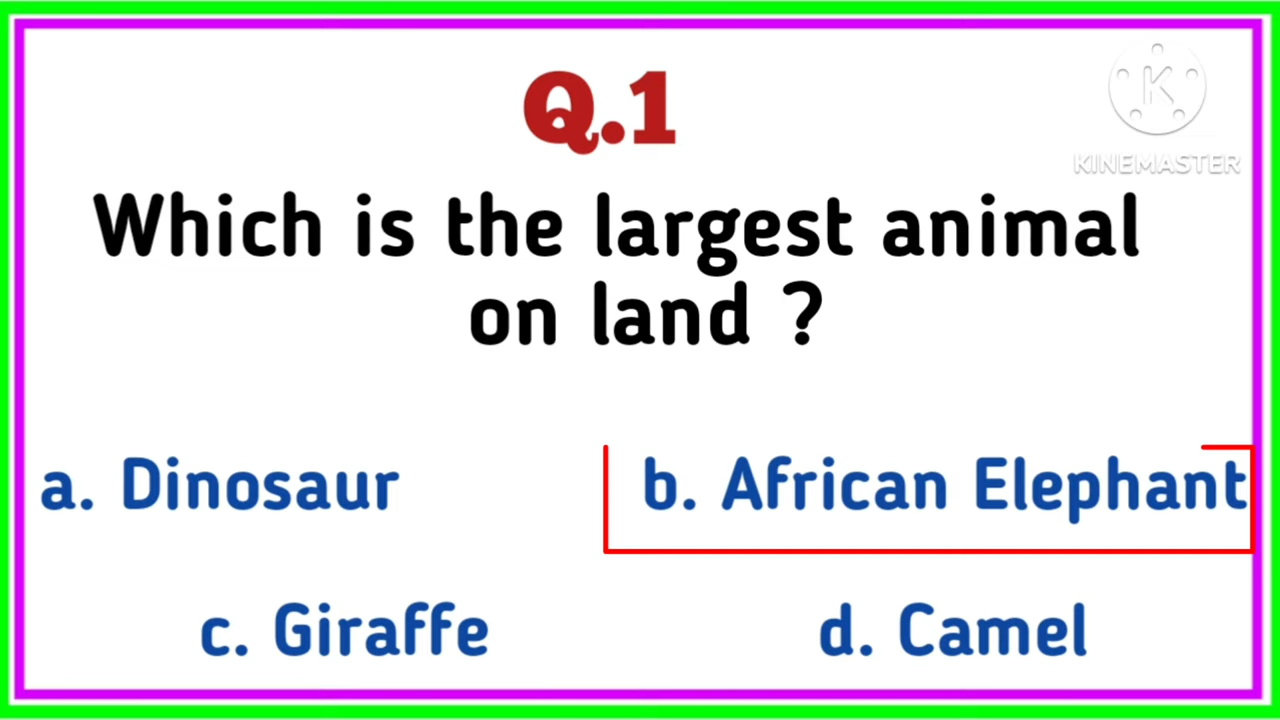 Q.1
KINEMASTER
Which is the largest animal
on land ?
a. Dinosaur
b. African Elephant
c. Giraffe
d. Camel